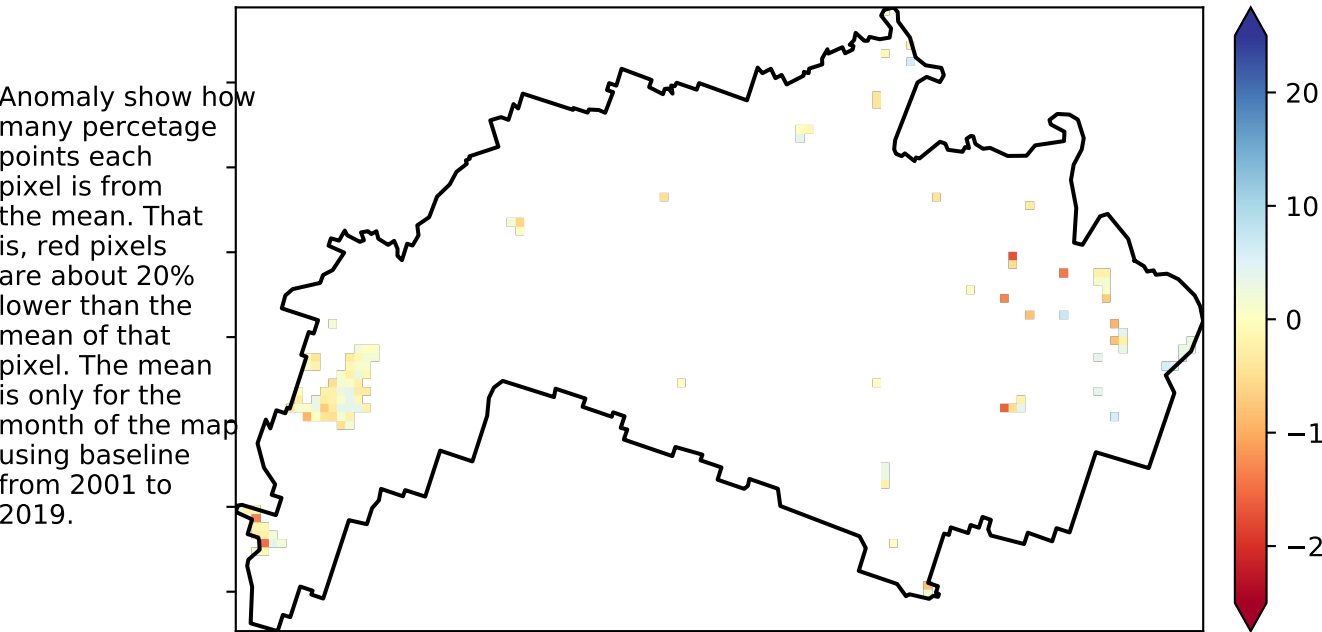 Anomaly show how
many percetage
points each
pixel is from
the mean. That
is, red pixels
are about 20%
lower than the
mean of that
pixel. The mean
is only for the
month of the map
using baseline
from 2001 to
2019.
20
10
0
−1
−2